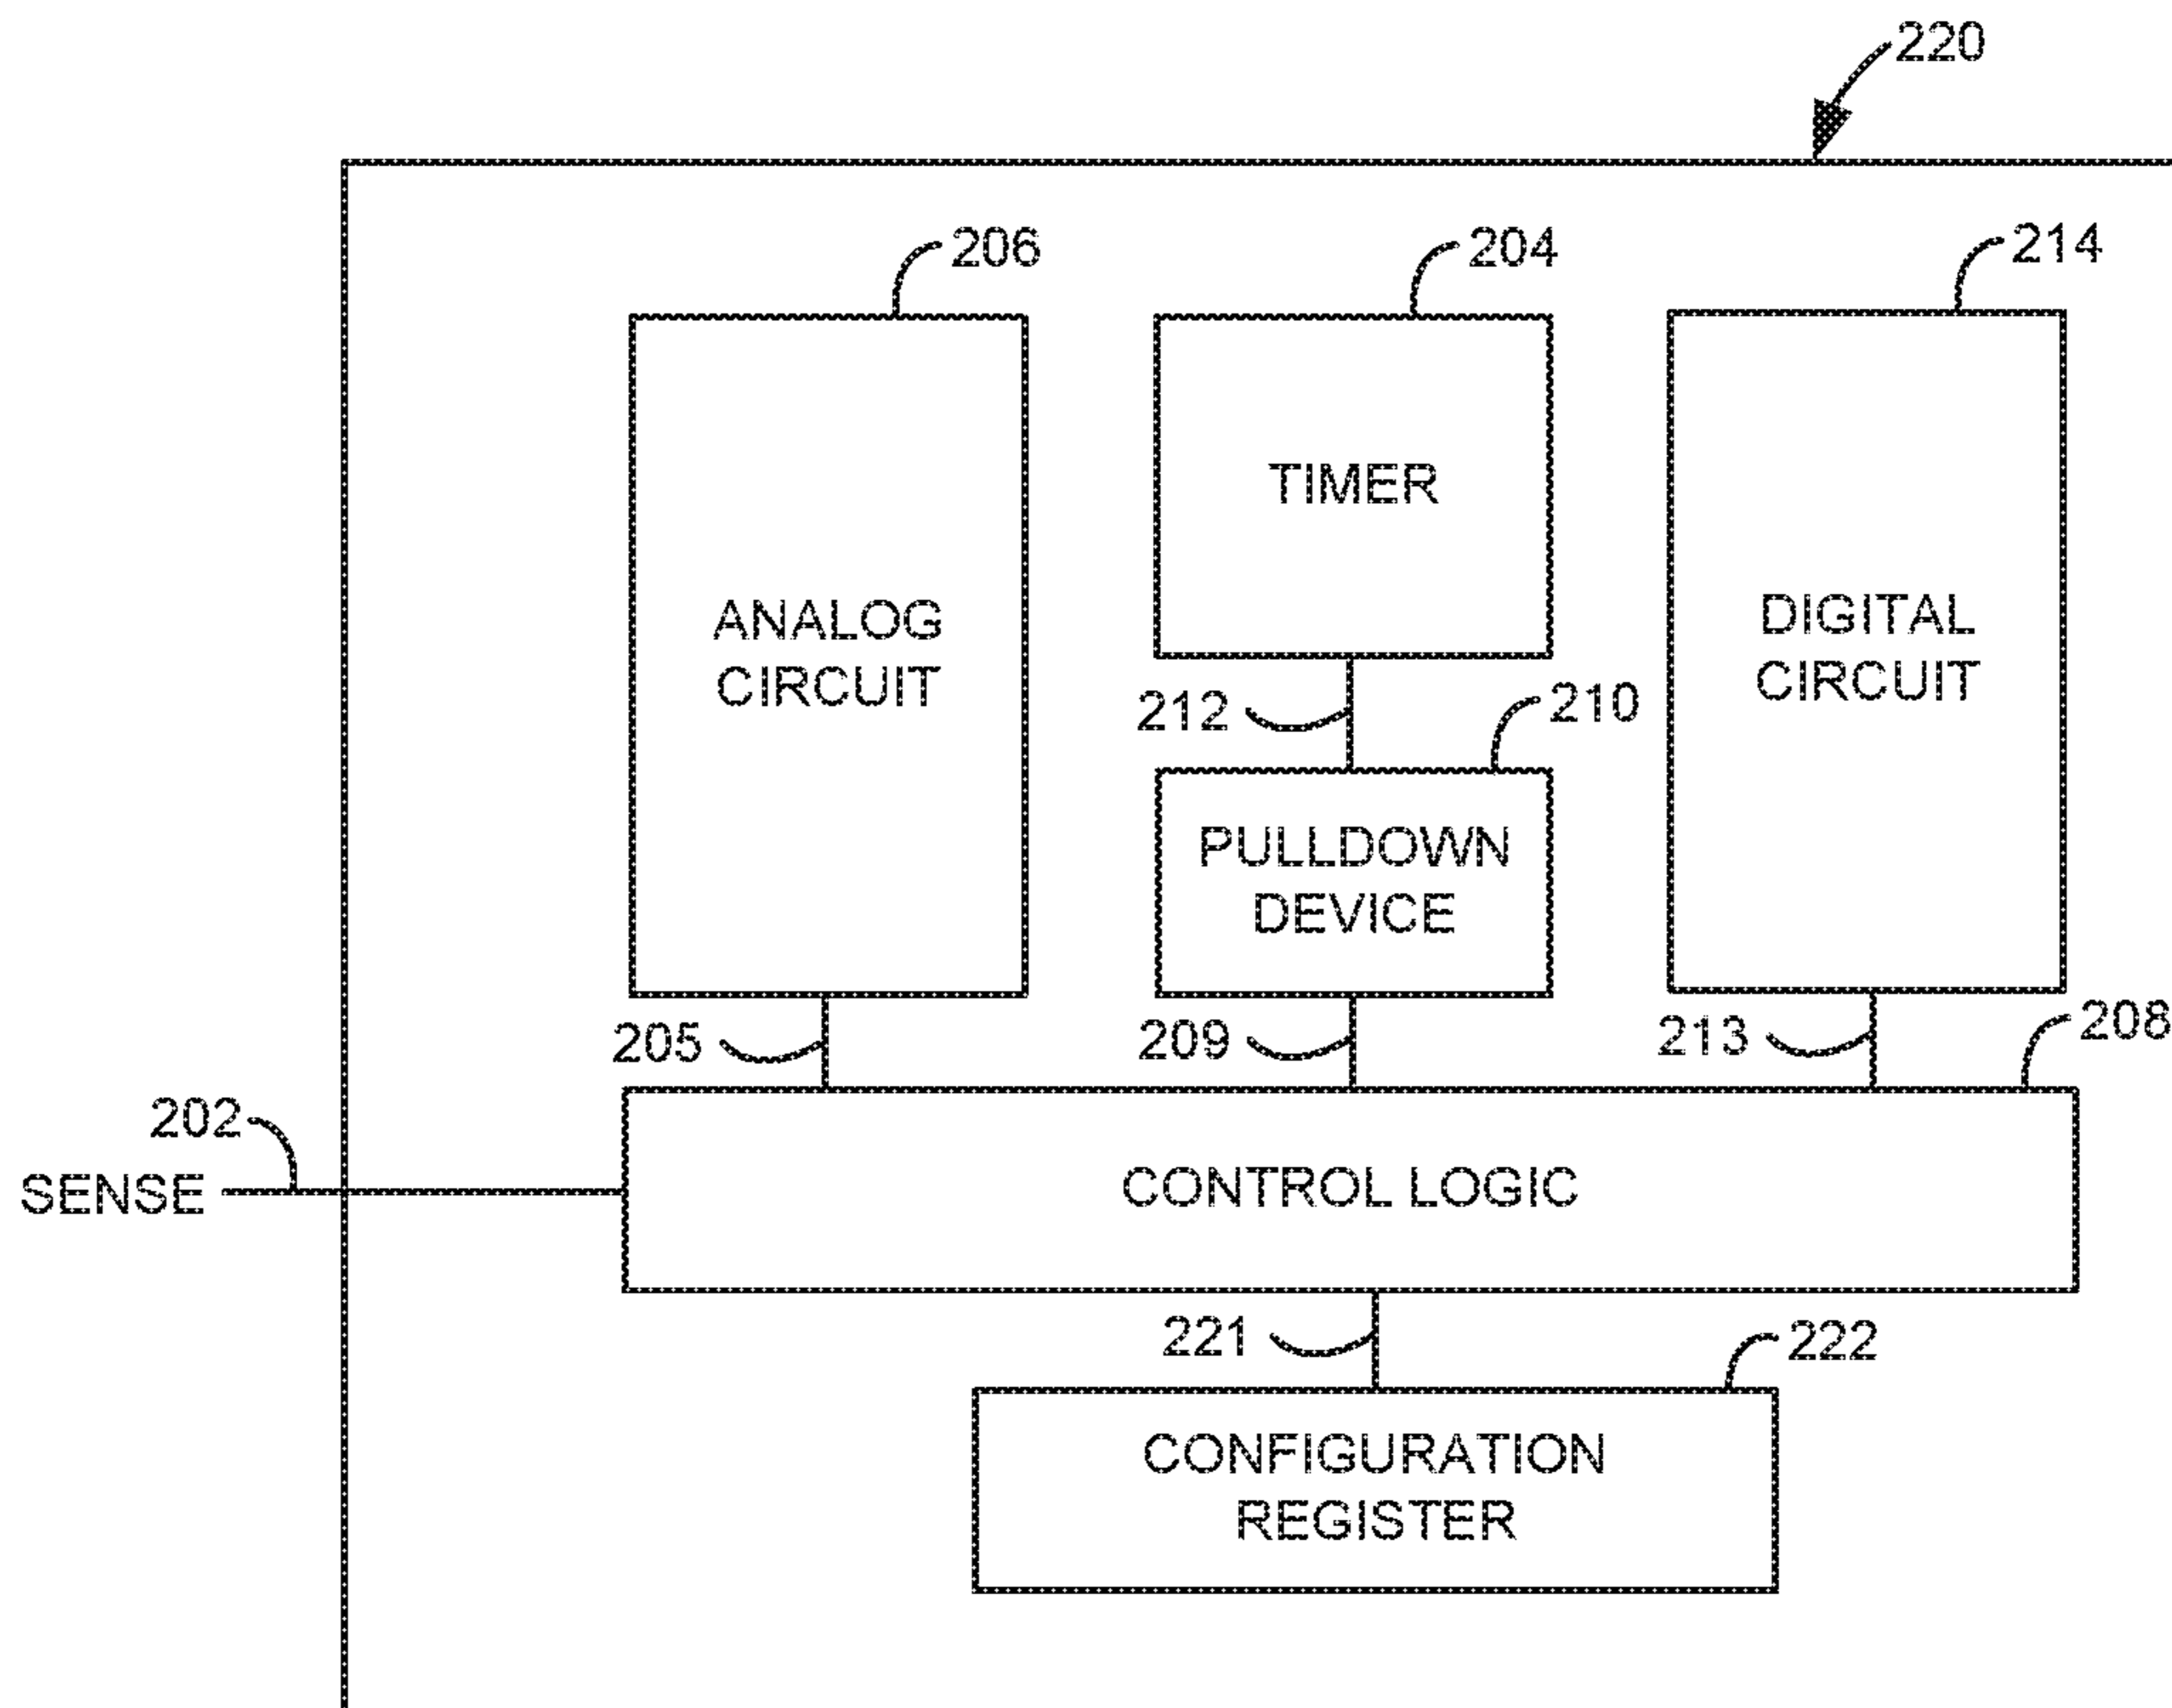 220
206
204
214
TIMER
ANALOG
CIRCUIT
DIGITAL
CIRCUIT
212
210
PULLDOWN
DEVICE
205
209
213
208
202
SENSE
CONTROL LOGIC
221
222
CONFIGURATION
REGISTER